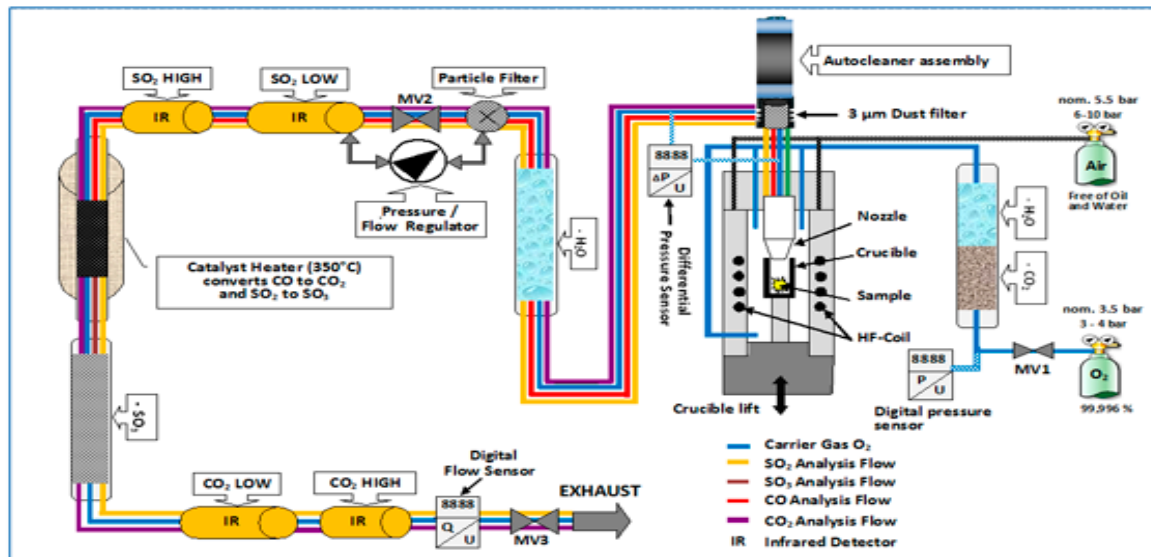 SO₂ HIGH
SO₂ LOW
MV2
Particle Filter
IR
IR
Pressure /
Flow Regulator
Catalyst Heater (350°C)
converts CO to CO₂
and SO₂ to SO₃
- H₂O
- SO₃
CO₂ LOW
CO₂ HIGH
IR
IR
Digital
Flow Sensor
8888
Q
U
MV3
EXHAUST
Autocleaner assembly
3 µm Dust filter
8888
ΔP
U
Differential
Pressure Sensor
Nozzle
Crucible
Sample
HF-Coil
Crucible lift
nom. 5.5 bar
6-10 bar
Air
Free of Oil
and Water
- H₂O
- CO₂
nom. 3.5 bar
3 - 4 bar
MV1
O₂
99,996 %
8888
P
U
Digital pressure
sensor
Carrier Gas O₂
SO₂ Analysis Flow
SO₃ Analysis Flow
CO Analysis Flow
CO₂ Analysis Flow
IR Infrared Detector